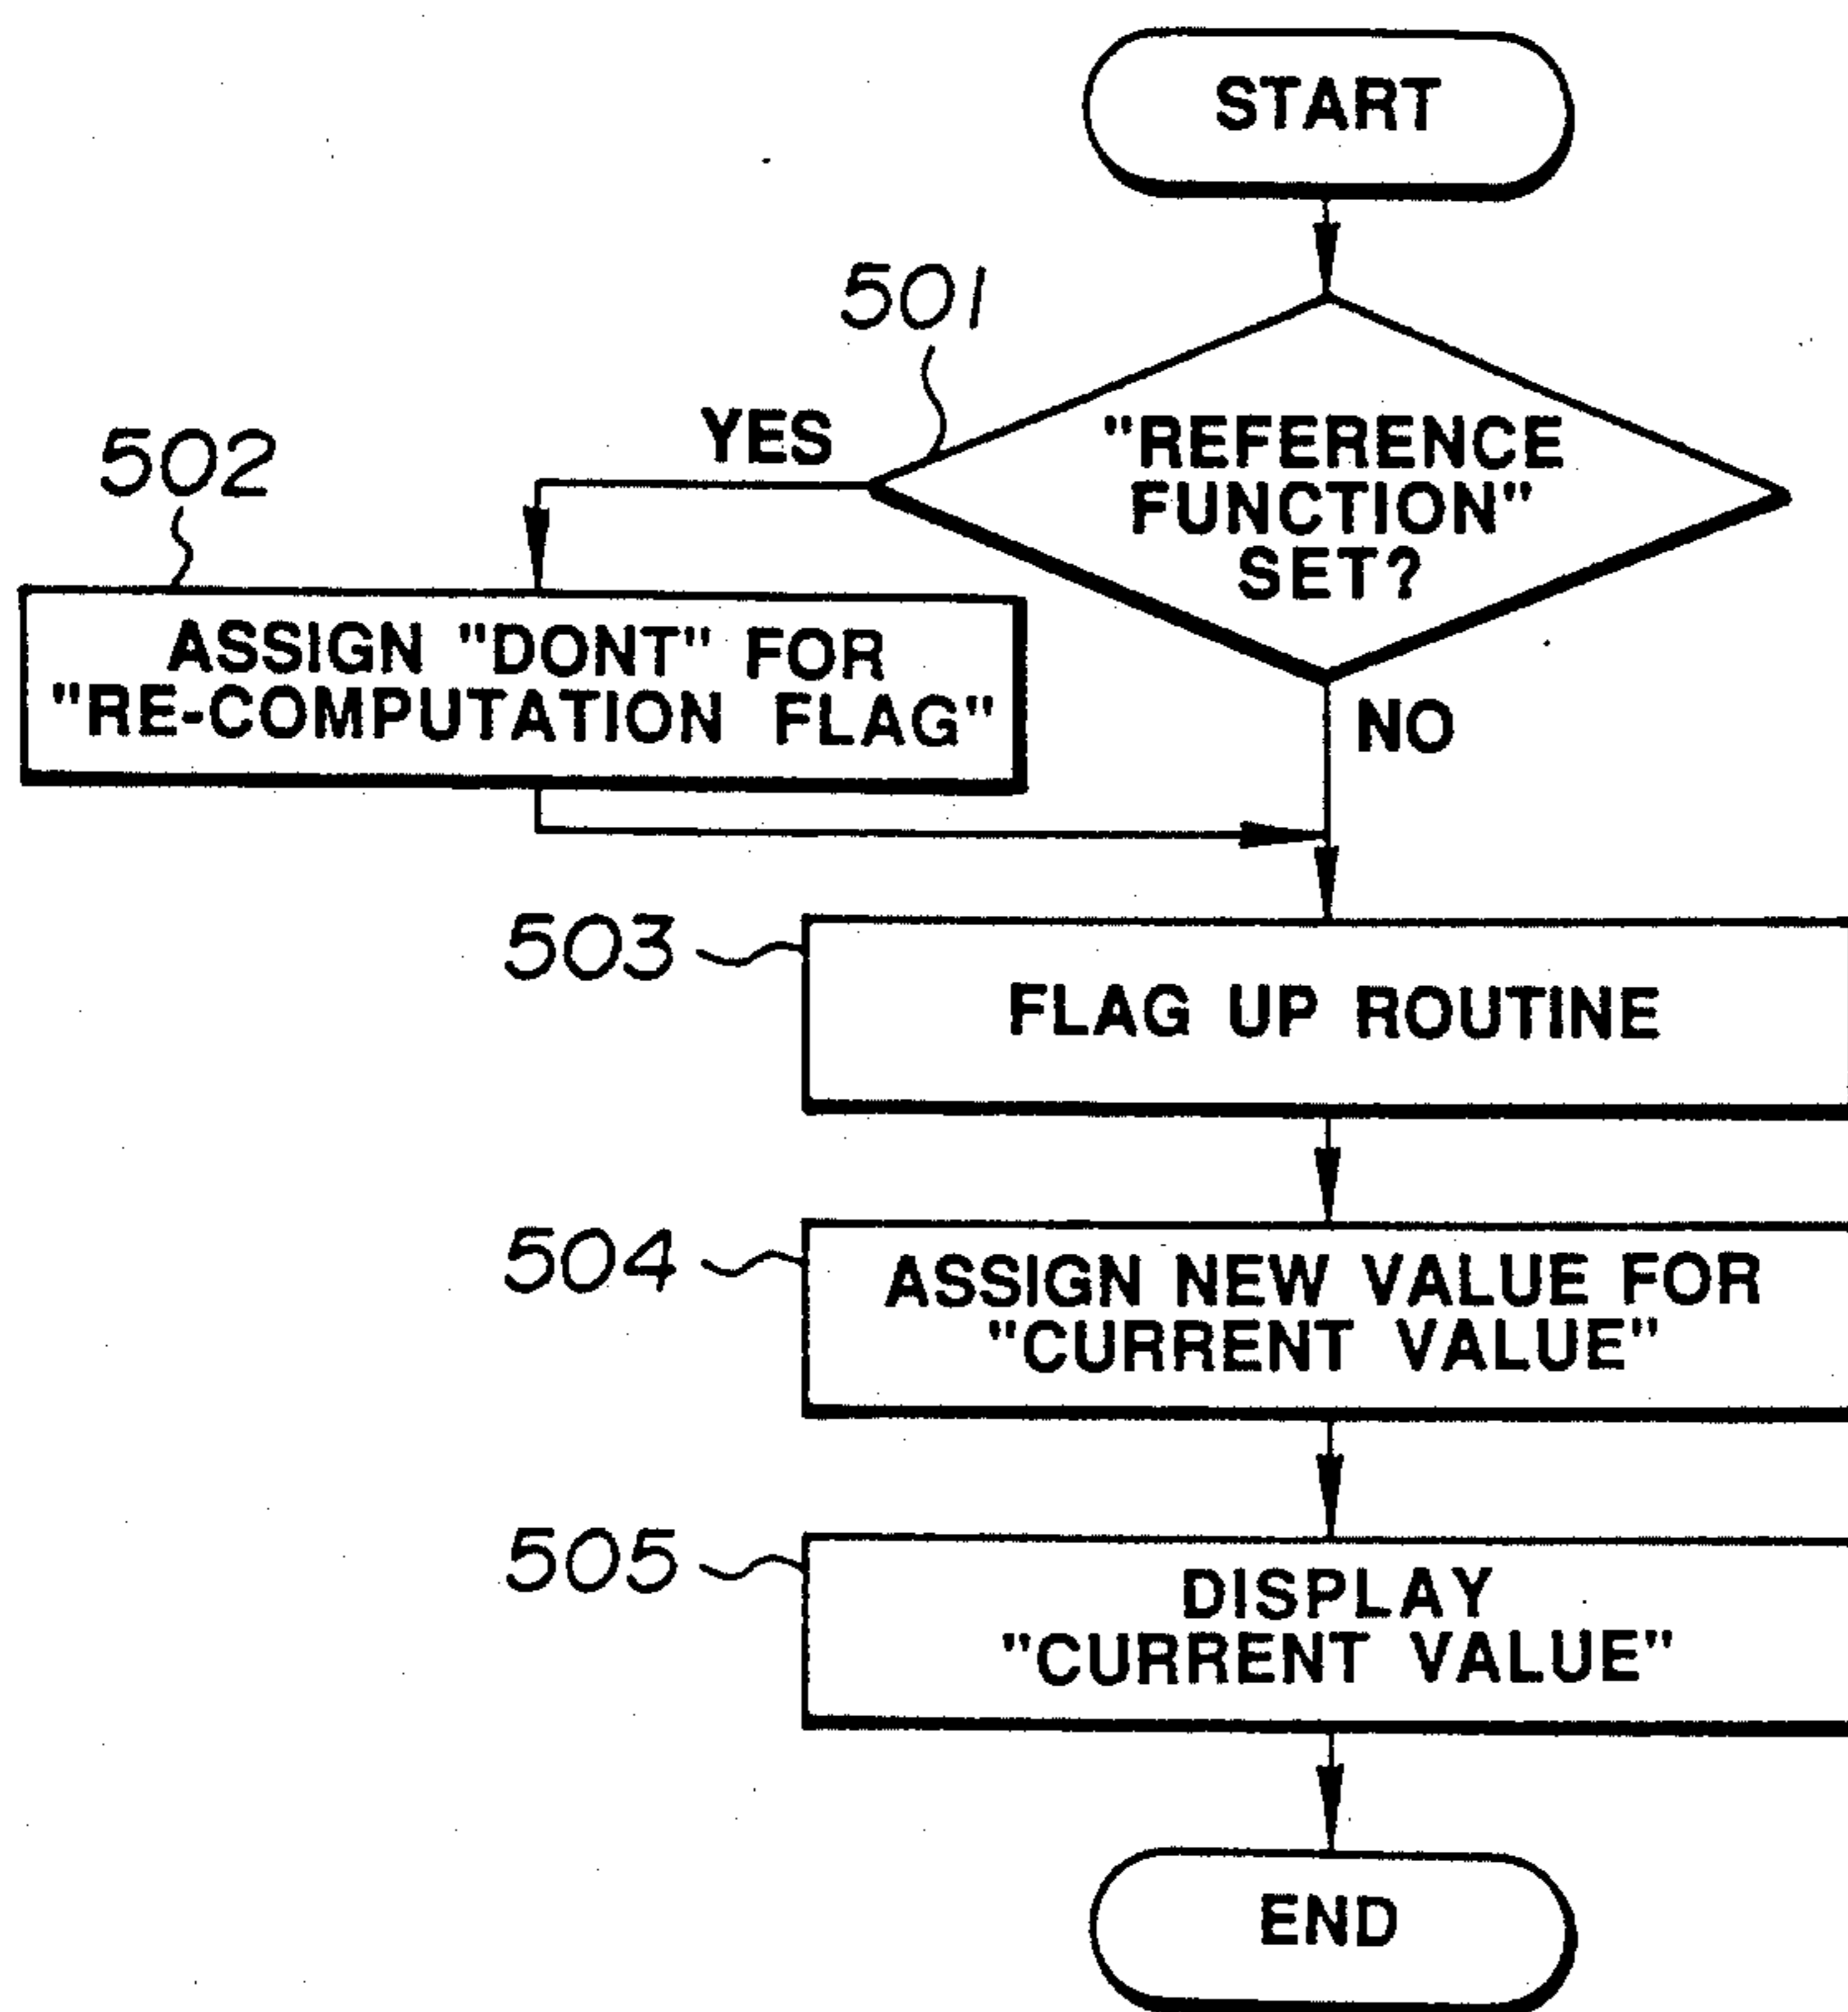 START
501
"REFERENCE
FUNCTION"
SET?
YES
502
ASSIGN "DONT" FOR
"RE-COMPUTATION FLAG"
NO
503
FLAG UP ROUTINE
504
ASSIGN NEW VALUE FOR
"CURRENT VALUE"
505
DISPLAY
"CURRENT VALUE"
END